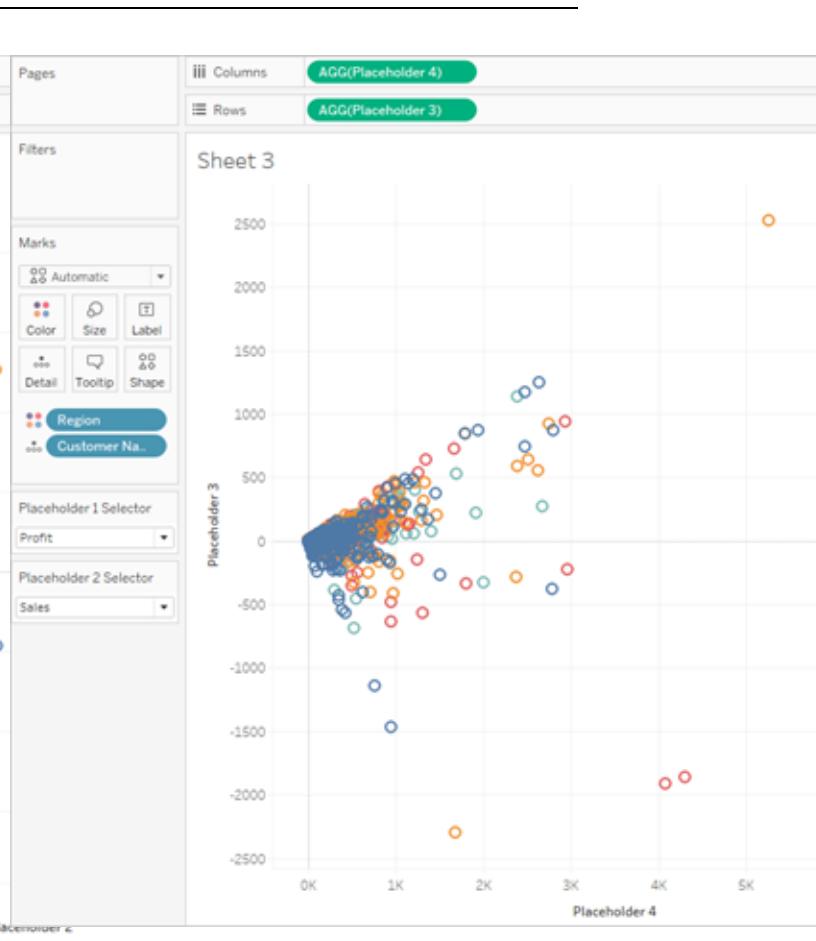 Pages
Columns
AGG(Placeholder 4)
Rows
AGG(Placeholder 3)
Filters
Marks
Automatic
Color
Size
Label
Detail
Tooltip
Shape
Region
Customer Na..
Placeholder 1 Selector
Profit
Placeholder 2 Selector
Sales
Sheet 3
2500
2000
1500
1000
500
0
-500
-1000
-1500
-2000
-2500
Placeholder 3
0K 1K 2K 3K 4K 5K
Placeholder 4